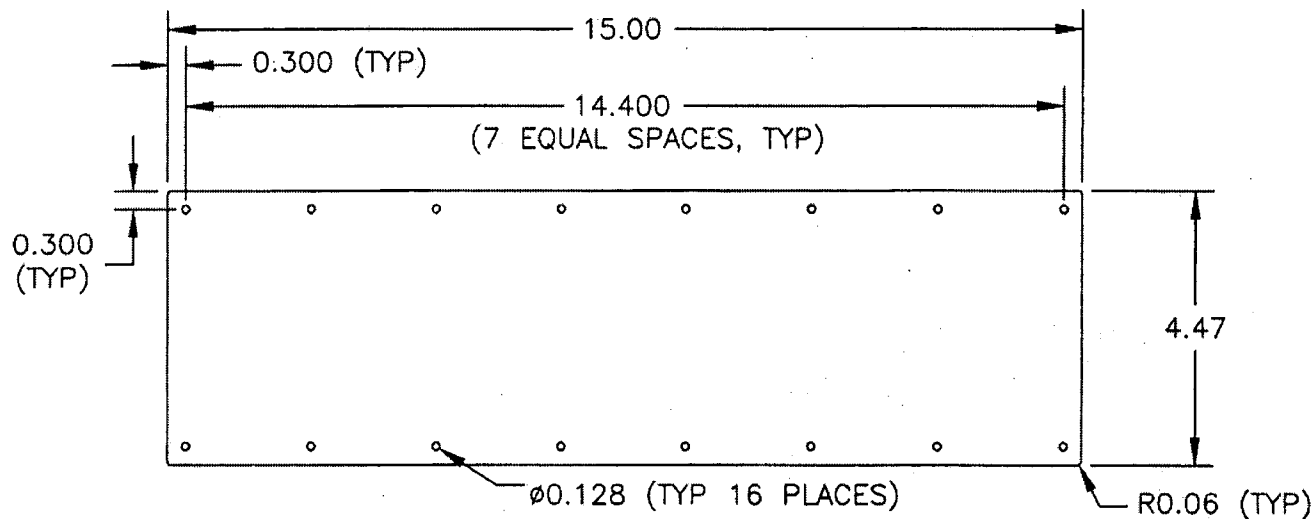 15.00
0.300 (TYP)
14.400
(7 EQUAL SPACES, TYP)
0.300
(TYP)
4.47
⌀0.128 (TYP 16 PLACES)
R0.06 (TYP)